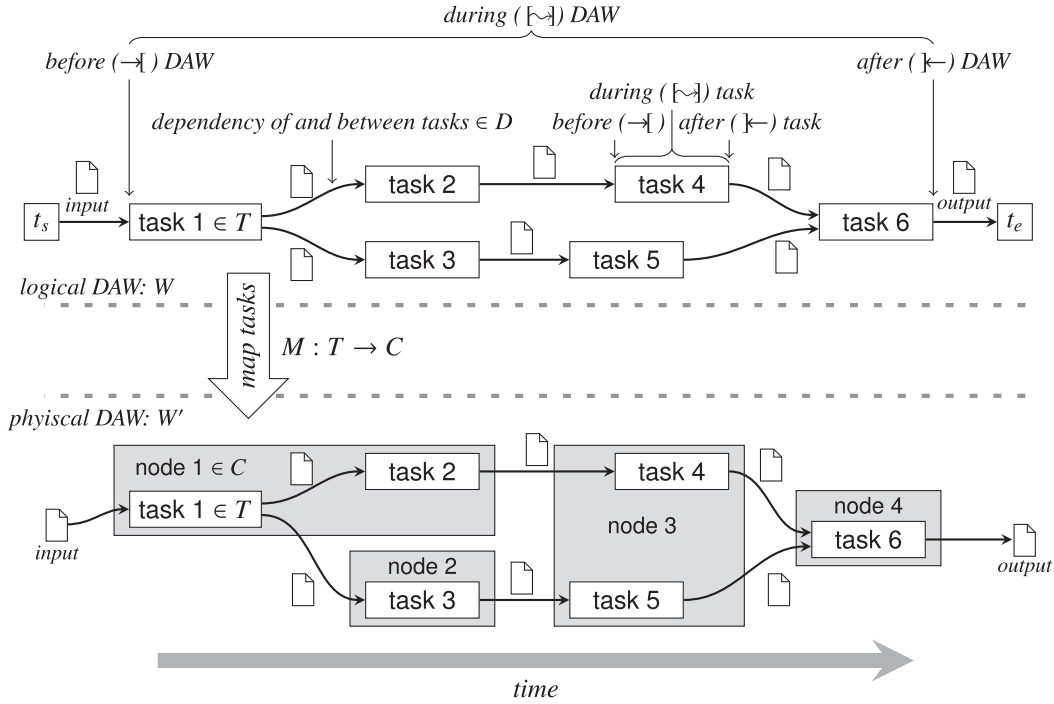 during ( [⤳] ) DAW
before (→[ ) DAW
after ( ]←) DAW
during ( [⤳] ) task
dependency of and between tasks ∈ D
before (→[ )
after ( ]←) task
task 2
task 4
input
output
t_s
task 1 ∈ T
task 6
t_e
task 3
task 5
logical DAW: W
map tasks
M : T → C
phyiscal DAW: W′
node 1 ∈ C
task 2
task 4
task 1 ∈ T
node 3
node 4
task 6
input
output
node 2
task 3
task 5
time